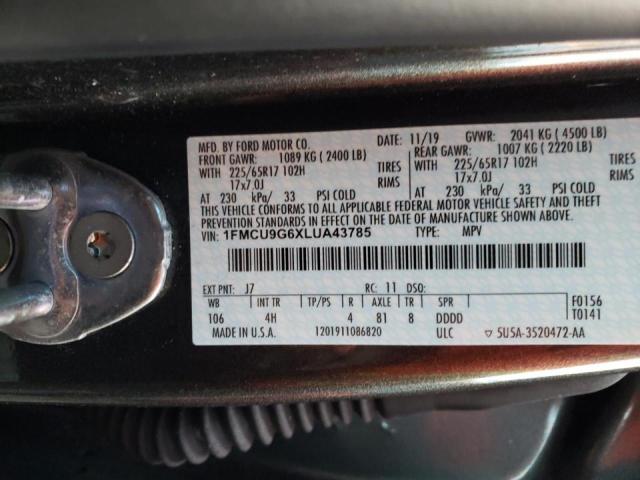 MFD. BY FORD MOTOR CO. 11/19 GVWR: 2041 KG ( 4500 LB)
FRONT GAWR: 1089 KG ( 2400 LB) REAR GAWR: 1007 KG ( 2220 LB)
WITH 225/65R17 102H TIRES WITH 225/65R17 102H TIRES
17x7.0J RIMS 17x7.0J RIMS
AT 230 kPa/ 33 PSI COLD AT 230 kPa/ 33 PSI COLD
THIS VEHICLE CONFORMS TO ALL APPLICABLE FEDERAL MOTOR VEHICLE SAFETY AND THEFT
PREVENTION STANDARDS IN EFFECT ON THE DATE OF MANUFACTURE SHOWN ABOVE.
VIN: 1FMCU9G6XLUA43785 TYPE: MPV
EXT PNT: J7 RC: 11 DSO:
WB INT TR TP/PS R AXLE TR SPR F0156
106 4H 4 81 8 DDDD T0141
MADE IN U.S.A. 1201911086820 ULC ▽ 5U5A-3520472-AA